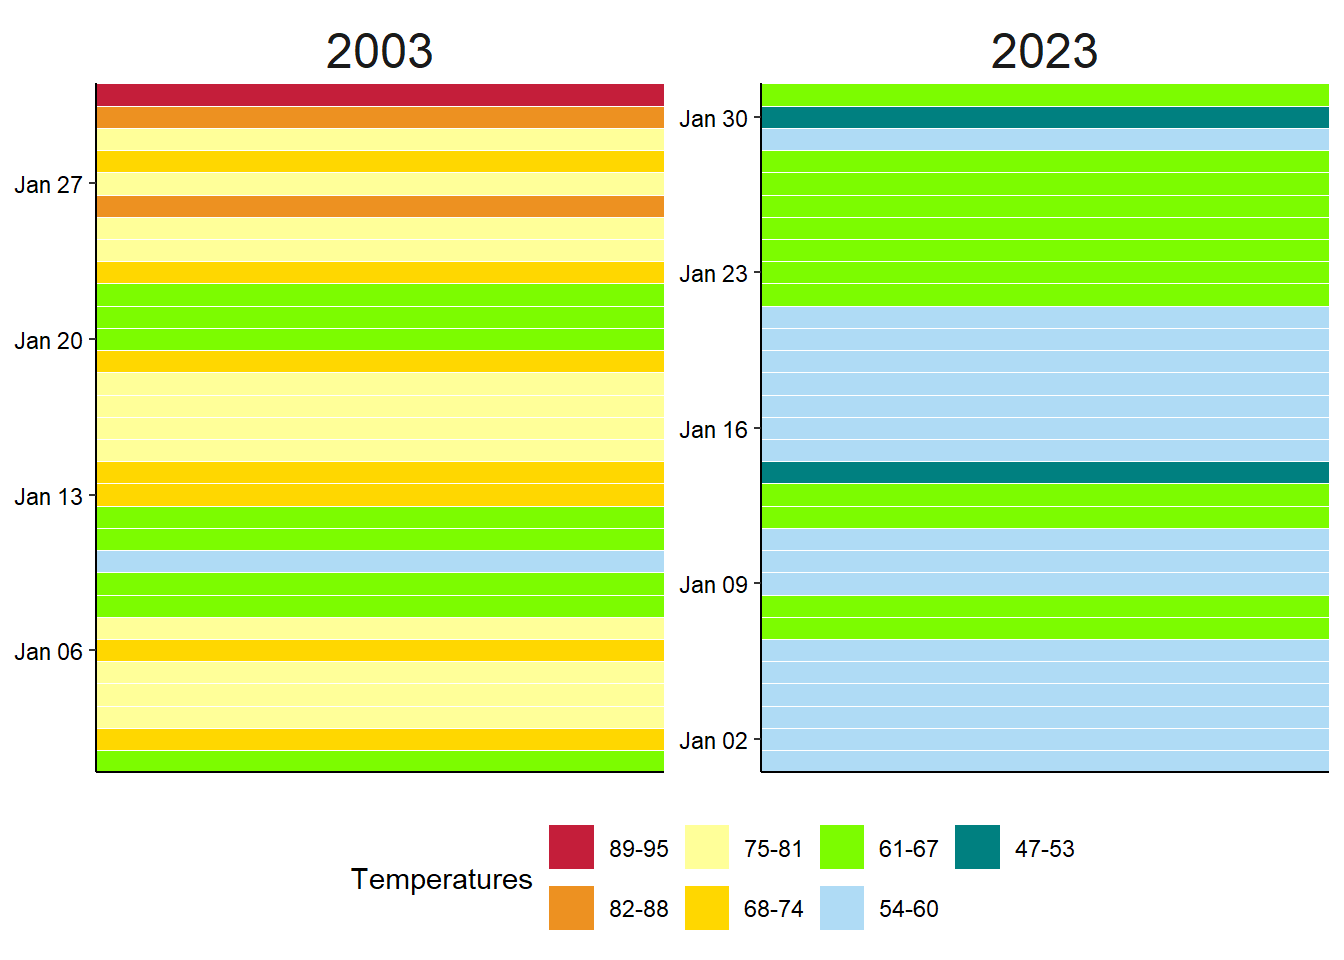 2003
2023
Jan 27
Jan 20
Jan 13
Jan 06
Jan 30
Jan 23
Jan 16
Jan 09
Jan 02
Temperatures
89-95
75-81
61-67
47-53
82-88
68-74
54-60